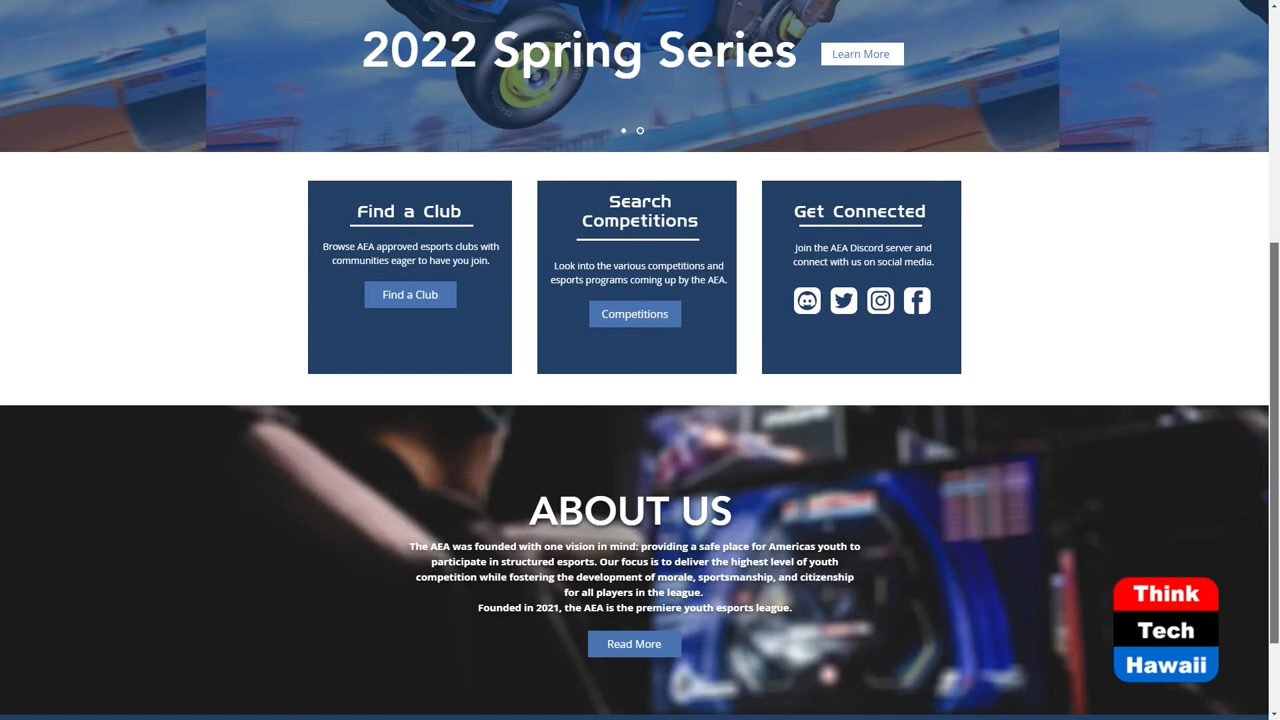 2022 Spring Series
Learn More
Find a Club
Browse AEA approved esports clubs with
communities eager to have you join.
Find a Club
Search
Competitions
Look into the various competitions and
esports programs coming up by the AEA.
Competitions
Get Connected
Join the AEA Discord server and
connect with us on social media.
ABOUT US
The AEA was founded with one vision in mind: providing a safe place for Americas youth to
participate in structured esports. Our focus is to deliver the highest level of youth
competition while fostering the development of morale, sportsmanship, and citizenship
for all players in the league.
Founded in 2021, the AEA is the premiere youth esports league.
Read More
Think
Tech
Hawaii